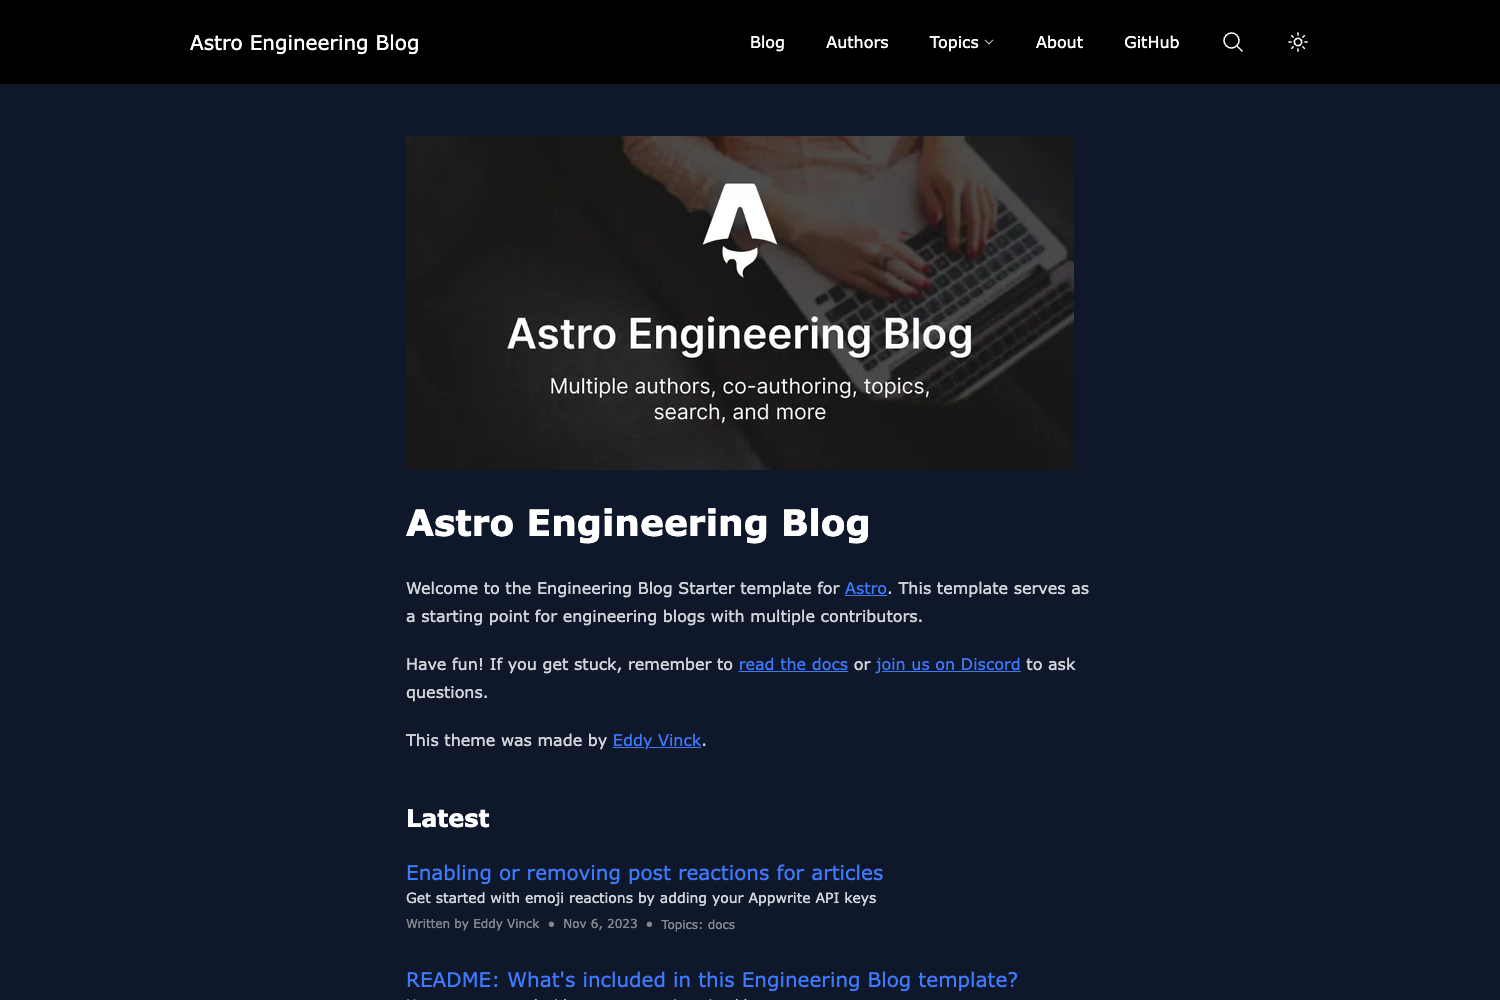 Astro Engineering Blog
Blog
Authors
Topics
About
GitHub
Astro Engineering Blog
Multiple authors, co-authoring, topics,
search, and more
Astro Engineering Blog
Welcome to the Engineering Blog Starter template for Astro. This template serves as
a starting point for engineering blogs with multiple contributors.
Have fun! If you get stuck, remember to read the docs or join us on Discord to ask
questions.
This theme was made by Eddy Vinck.
Latest
Enabling or removing post reactions for articles
Get started with emoji reactions by adding your Appwrite API keys
Written by Eddy Vinck • Nov 6, 2023 • Topics: docs
README: What's included in this Engineering Blog template?